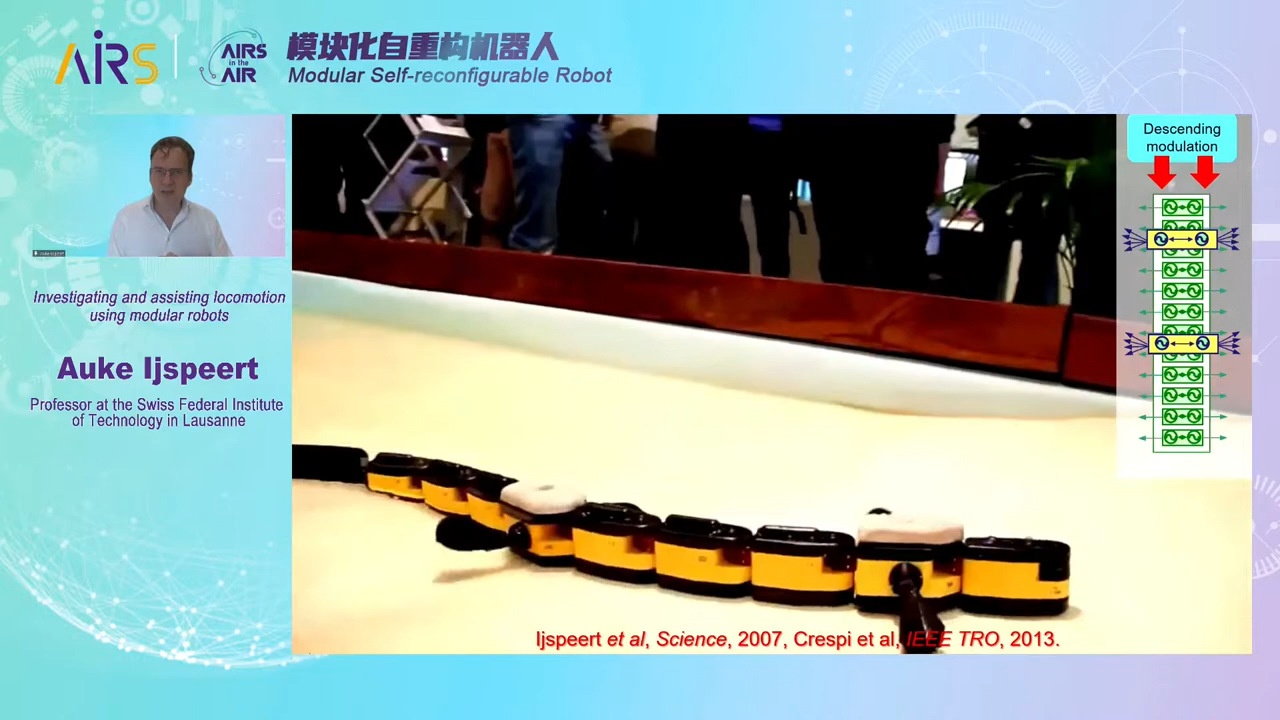 AIRS
AIRS
in the
AIR
模块化自重构机器人
Modular Self-reconfigurable Robot
Investigating and assisting locomotion
using modular robots
Auke Ijspeert
Professor at the Swiss Federal Institute
of Technology in Lausanne
Descending
modulation
Ijspeert et al, Science, 2007, Crespi et al, IEEE TRO, 2013.